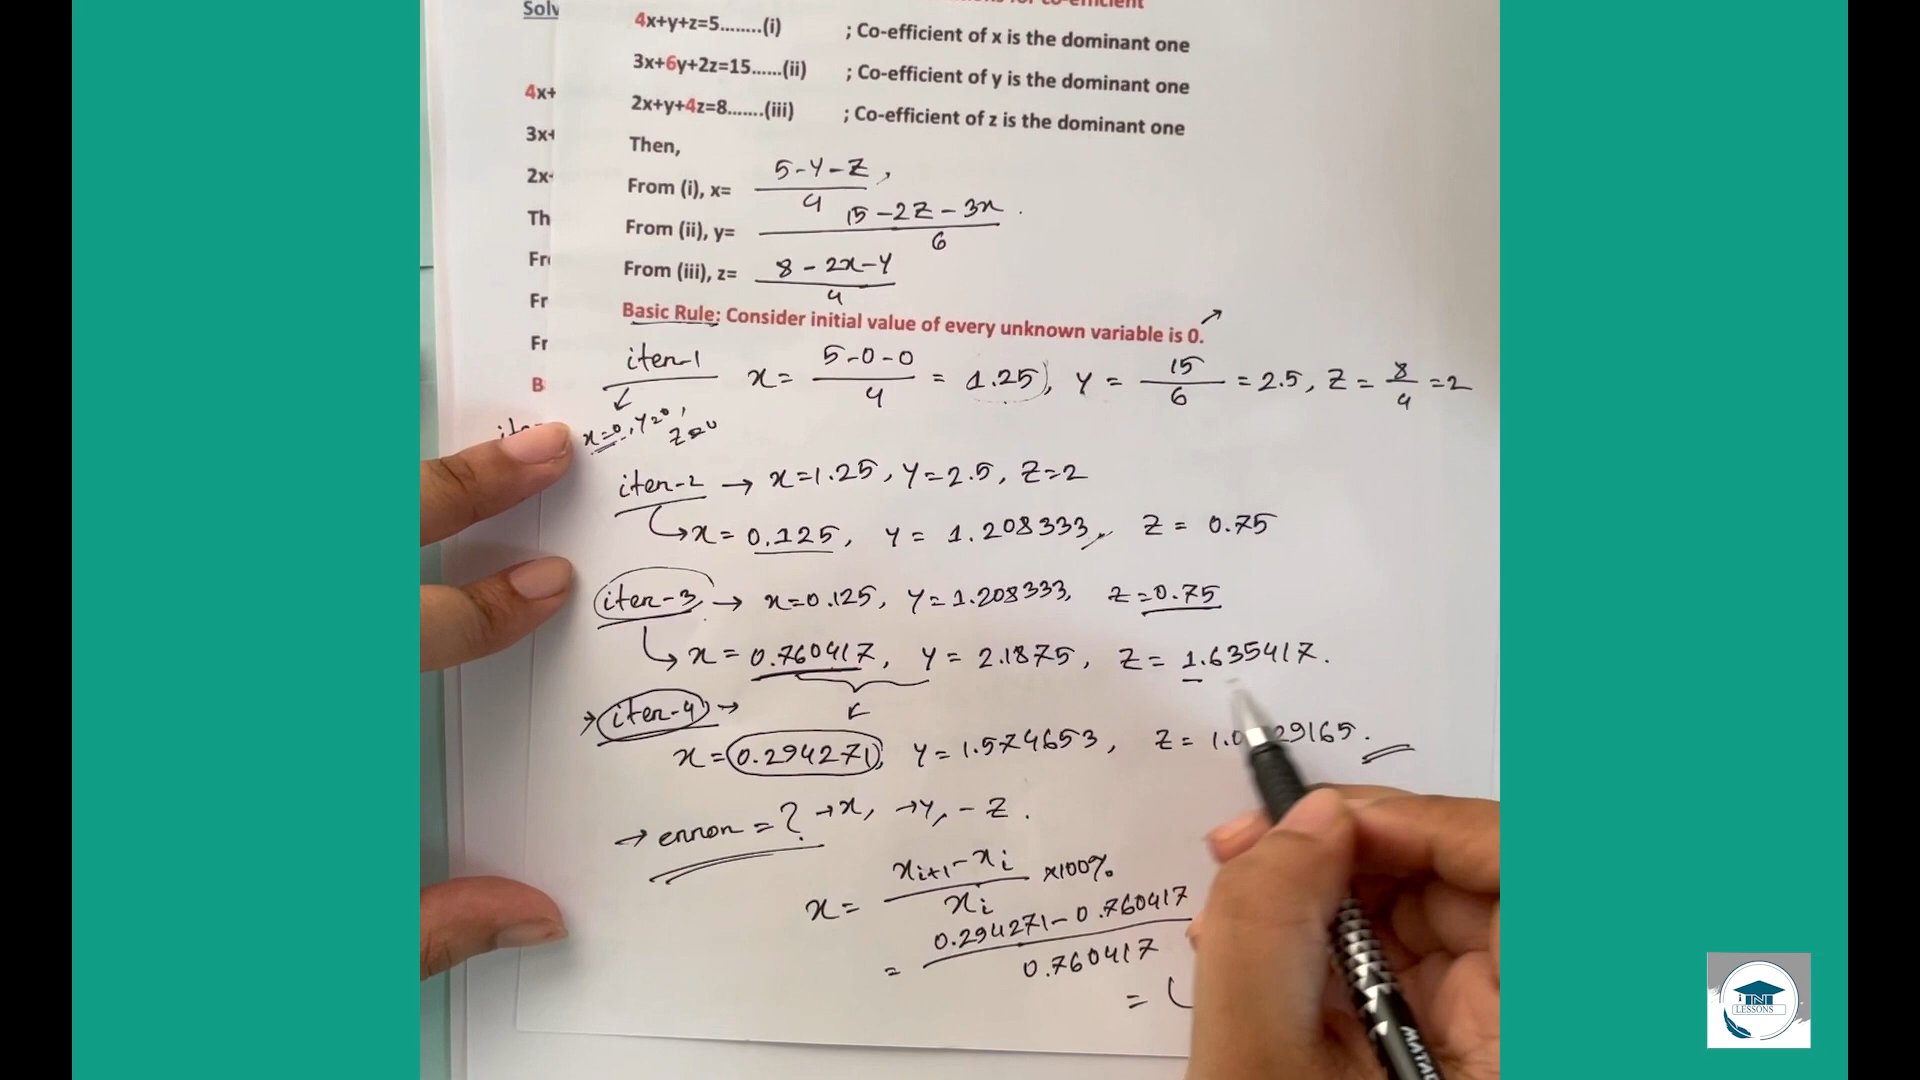 Solv
4x+y+z=5........(i) ; Co-efficient of x is the dominant one
3x+6y+2z=15......(ii) ; Co-efficient of y is the dominant one
4x+
2x+y+4z=8.......(iii) ; Co-efficient of z is the dominant one
3x+
Then,
2x+
From (i), x= 5-y-z, / 4
Th
From (ii), y= 15-2z-3x / 6
Fr
From (iii), z= 8-2x-y / 4
Fr
Basic Rule: Consider initial value of every unknown variable is 0.
Fr
iter-1 x= 5-0-0 / 4 = 1.25, y= 15 / 6 = 2.5, z= 8 / 4 =2
B
x=0, y=0, z=0
iter-2 → x=1.25, y=2.5, z=2
x= 0.125, y= 1.208333, z= 0.75
iter-3 → x=0.125, y=1.208333, z=0.75
x= 0.760417, y= 2.1875, z= 1.635417.
→ iter-4 →
x=0.294271, y=1.574653, z=
→ error = ? → x, → y, - z.
x= xi+1 - xi / xi ×100%
= 0.294271-0.760417 / 0.760417
=
LESSONS